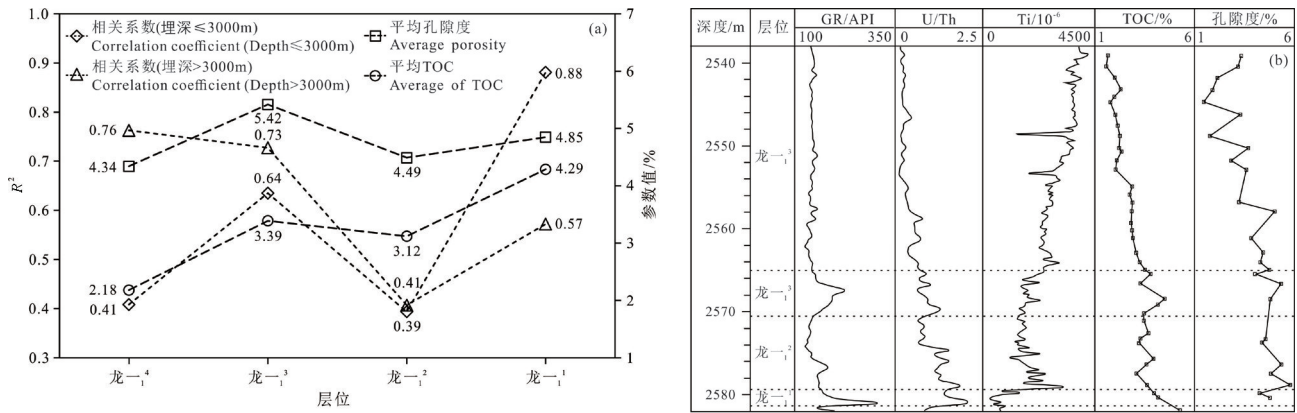 (a)
相关系数(埋深≤3000m)
Correlation coefficient (Depth≤3000m)
平均孔隙度
Average porosity
相关系数(埋深>3000m)
Correlation coefficient (Depth>3000m)
平均TOC
Average of TOC
R²
1.0
0.9
0.8
0.7
0.6
0.5
0.4
0.3
0.76
4.34
2.18
0.41
5.42
0.73
0.64
3.39
4.49
3.12
0.41
0.39
0.88
4.85
4.29
0.57
7
6
5
4
3
2
1
参数值/%
龙一₁⁴
龙一₁³
龙一₁²
龙一₁¹
层位
深度/m
层位
GR/API
100 350
U/Th
0 2.5
Ti/10⁻⁶
0 4500
TOC/%
1 6
孔隙度/%
1 6
(b)
2540
2550
2560
2570
2580
龙一₁³
龙一₁³
龙一₁²
龙一₁¹